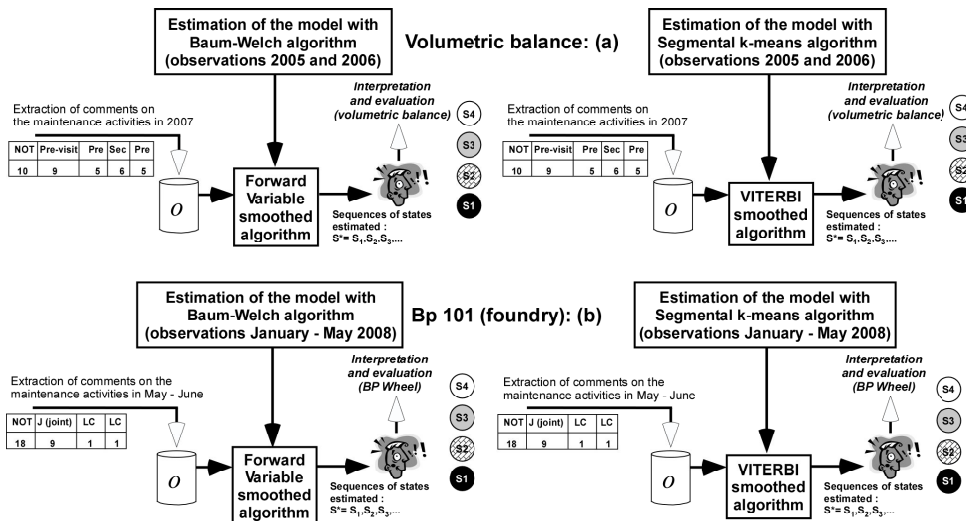 Estimation of the model with
Baum-Welch algorithm
(observations 2005 and 2006)
Volumetric balance: (a)
Estimation of the model with
Segmental k-means algorithm
(observations 2005 and 2006)
Extraction of comments on
the maintenance activities in 2007
NOT Pre-visit Pre Sec Pre
10 9 5 6 5
O
Forward
Variable
smoothed
algorithm
Interpretation
and evaluation
(volumetric balance)
!!
Sequences of states
estimated :
S*= S1,S2,S3,...
S4
S3
S2
S1
Extraction of comments on
the maintenance activities in 2007
NOT Pre-visit Pre Sec Pre
10 9 5 6 5
O
VITERBI
smoothed
algorithm
Interpretation
and evaluation
(volumetric balance)
!!
Sequences of states
estimated :
S*= S1,S2,S3,...
S4
S3
S2
S1
Estimation of the model with
Baum-Welch algorithm
(observations January - May 2008)
Bp 101 (foundry): (b)
Estimation of the model with
Segmental k-means algorithm
(observations January - May 2008)
Extraction of comments on the
maintenance activities in May - June
NOT J (joint) LC LC
18 9 1 1
O
Forward
Variable
smoothed
algorithm
Interpretation
and evaluation
(BP Wheel)
!!
Sequences of states
estimated :
S*= S1,S2,S3,...
S4
S3
S2
S1
Extraction of comments on the
maintenance activities in May - June
NOT J (joint) LC LC
18 9 1 1
O
VITERBI
smoothed
algorithm
Interpretation
and evaluation
(BP Wheel)
!!
Sequences of states
estimated :
S*= S1,S2,S3,...
S4
S3
S2
S1